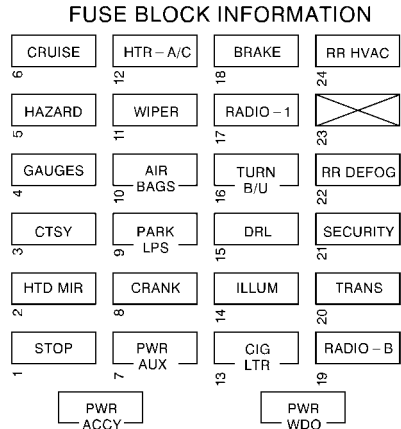 FUSE BLOCK INFORMATION
CRUISE HTR – A/C BRAKE RR HVAC
6 12 18 24
HAZARD WIPER RADIO – 1
5 11 17 23
GAUGES AIR BAGS TURN B/U RR DEFOG
4 10 16 22
CTSY PARK LPS DRL SECURITY
3 9 15 21
HTD MIR CRANK ILLUM TRANS
2 8 14 20
STOP PWR AUX CIG LTR RADIO – B
1 7 13 19
PWR ACCY PWR WDO